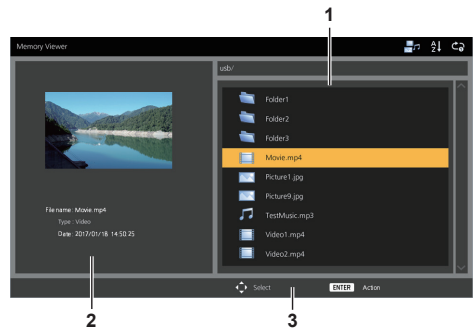 1
Memory Viewer
usb/
Folder1
Folder2
Folder3
Movie.mp4
Picture1.jpg
Picture9.jpg
TestMusic.mp3
Video1.mp4
Video2.mp4
File name : Movie.mp4
Type : Video
Date : 2017/01/18 14:50:25
Select
ENTER Action
2
3